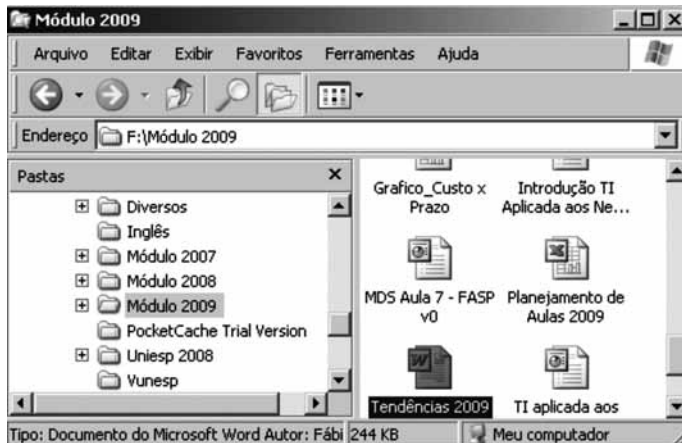 Módulo 2009
Arquivo Editar Exibir Favoritos Ferramentas Ajuda
Endereço F:\Módulo 2009
Pastas
Diversos
Inglês
Módulo 2007
Módulo 2008
Módulo 2009
PocketCache Trial Version
Uniesp 2008
Vunesp
Grafico_Custo x
Prazo
Introdução TI
Aplicada aos Ne...
MDS Aula 7 - FASP
v0
Planejamento de
Aulas 2009
Tendências 2009
TI aplicada aos
Tipo: Documento do Microsoft Word Autor: Fábi 244 KB Meu computador